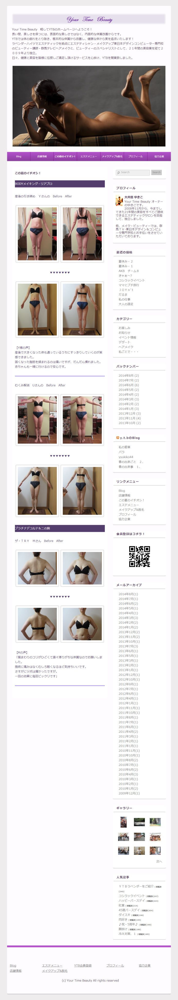 Your Time Beauty
Your Time Beauty　略してYTBのホームページへようこそ！
長い間、美しさを保つには、表面的な美しさではなく、内面的な体質改善からです。
YTBでは体の疲れをとり除き、根本的な体質から改善し、健康な体から美を追求いたします！
ラベンダーハイツでエステティックを拠点にエステティシャン・メイクアップ東日本デザインコンピューター専門校
のビューティー講師・群馬テレビヘアメイクと、ビューティーのスペシャリストとして、２１年間の美容業を経て２
００９年より独立。
日々、健康と美容を皆様に伝授しご満足し頂けるサービスを心掛け、YTBを開業致しました。
Blog
店舗情報
この夏のイチオシ！
エステメニュー
メイクアップ&脱毛
プロフィール
協力企業
この夏のイチオシ！
BODYメイキング・リアプロ
産後の引き締め　Ｙさんの　Before　After
▼▼▼▼▼▼▼
【Y様の声】
産後で大きくなった体も通っているうちにすっきりしていくのが実
感できました。
固くなった脂肪を揉まれるのは痛いですが、だんだん慣れました。
赤ちゃんも一緒に行けるので安心です。
むくみ解消　Uさんの　Before　After
▼▼▼▼▼▼▼
プラチナデコルテ＆二の腕
ザ・ＴＲＹ　Ｍさん　Before　After
▼▼▼▼▼▼▼
【Mの声】
「肩まわりのコリがひどくて諸々滞りがちな体質なのでお願いしま
した。
施術に痛みはなくむしろ眠くなるほど気持ちいいです。
さすがにツボは痛かったですが。
一回の効果に毎回ビックリです」
Search
Search
プロフィール
大井田 ゆきこ
Your Time Beauty オーナー
のゆきこです。
2008年11月から、今までし
てきた21年間の美容をすべてご提供
できるエステティックサロンを目指
して、独立しました。
他、メイク・ビューティーでは、群
馬ＴＶ･東日本デザイン＆コンピュ
ータ専門学校とお手伝いをさせてい
ただいております。
最近の投稿
夏休み・２
夏休み・１
AKB　チーム８
きゃぁ～?
コシラックイベント
ママとプチ旅行
ＪＯＹｎ't
だるま
私の仕事
大人の遠足
カテゴリー
お楽しみ
お知らせ
イベント情報
デザート
ヘアメイク
私ごとで・・・
バックナンバー
2014年8月 (2)
2014年7月 (2)
2014年6月 (6)
2014年5月 (2)
2014年4月 (2)
2014年3月 (3)
2014年2月 (2)
2014年1月 (3)
2013年12月 (3)
2013年11月 (4)
2013年10月 (2)
y.t.bのBlog
私の愛車
バラ
yyukiko44
春の出来ごと　２、
春の出来事　１、
リンクメニュー
Blog
店舗情報
この夏のイチオシ！
エステメニュー
メイクアップ&脱毛
プロフィール
協力企業
会員登録はコチラ！
メールアーカイブ
2014年8月(1)
2014年7月(1)
2014年6月(2)
2014年5月(1)
2014年4月(1)
2014年3月(3)
2014年2月(1)
2014年1月(2)
2013年12月(2)
2013年11月(2)
2013年10月(1)
2013年7月(3)
2013年6月(1)
2013年5月(1)
2013年3月(1)
2013年2月(1)
2013年1月(1)
2012年12月(1)
2012年10月(1)
2012年9月(1)
2012年7月(1)
2012年6月(1)
2012年4月(1)
2012年1月(1)
2011年11月(1)
2011年10月(1)
2011年8月(1)
2011年7月(1)
2011年6月(1)
2011年4月(2)
2011年3月(1)
2011年2月(1)
2011年1月(1)
2010年11月(1)
2010年10月(1)
2010年8月(2)
2010年7月(1)
2010年6月(2)
2010年4月(3)
2010年3月(1)
2010年2月(1)
2010年1月(2)
2009年12月(1)
ギャラリー
次へ
人気記事
ＹＴＢラベンダーをご紹介 | 閲覧数
(340)
コシラックイベント | 閲覧数(247)
ハッピーバースデイ | 閲覧数(223)
紅葉 | 閲覧数(214)
45歳バースデイ | 閲覧数(204)
ダイスキ | 閲覧数(196)
肉好き | 閲覧数(195)
♪祝・5周年♪ | 閲覧数(190)
願掛け | 閲覧数(189)
冷え対策、１ | 閲覧数(185)
Blog
エステメニュー
YTB会員登録
プロフィール
協力企業
店舗情報
メイクアップ&脱毛
(c) Your Time Beauty All rights reserved